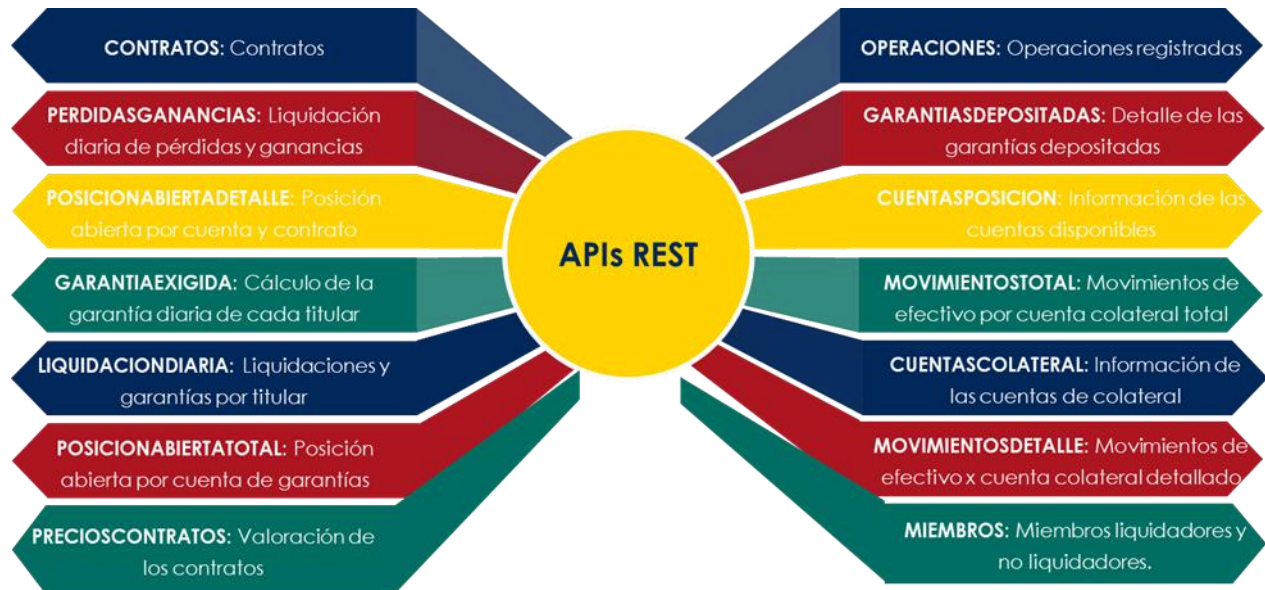 CONTRATOS: Contratos
PERDIDASGANANCIAS: Liquidación
diaria de pérdidas y ganancias
POSICIONABIERTADETALLE: Posición
abierta por cuenta y contrato
GARANTIAEXIGIDA: Cálculo de la
garantía diaria de cada titular
LIQUIDACIONDIARIA: Liquidaciones y
garantías por titular
POSICIONABIERTATOTAL: Posición
abierta por cuenta de garantías
PRECIOSCONTRATOS: Valoración de
los contratos
APIs REST
OPERACIONES: Operaciones registradas
GARANTIASDEPOSITADAS: Detalle de las
garantías depositadas
CUENTASPOSICION: Información de las
cuentas disponibles
MOVIMIENTOSTOTAL: Movimientos de
efectivo por cuenta colateral total
CUENTASCOLATERAL: Información de
las cuentas de colateral
MOVIMIENTOSDETALLE: Movimientos de
efectivo x cuenta colateral detallado
MIEMBROS: Miembros liquidadores y
no liquidadores.